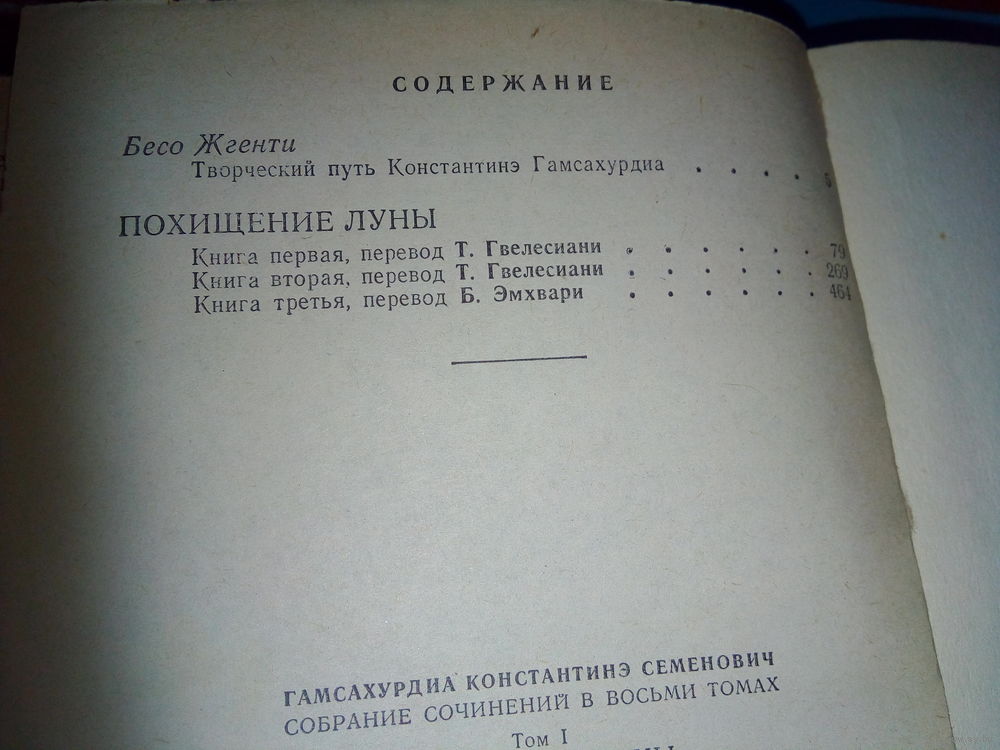 СОДЕРЖАНИЕ
Бесо Жгенти
Творческий путь Константинэ Гамсахурдиа . . . . 5
ПОХИЩЕНИЕ ЛУНЫ
Книга первая, перевод Т. Гвелесиани . . . . . . 79
Книга вторая, перевод Т. Гвелесиани . . . . . . 269
Книга третья, перевод Б. Эмхвари . . . . . . 464
ГАМСАХУРДИА КОНСТАНТИНЭ СЕМЕНОВИЧ
СОБРАНИЕ СОЧИНЕНИЙ В ВОСЬМИ ТОМАХ
Том I